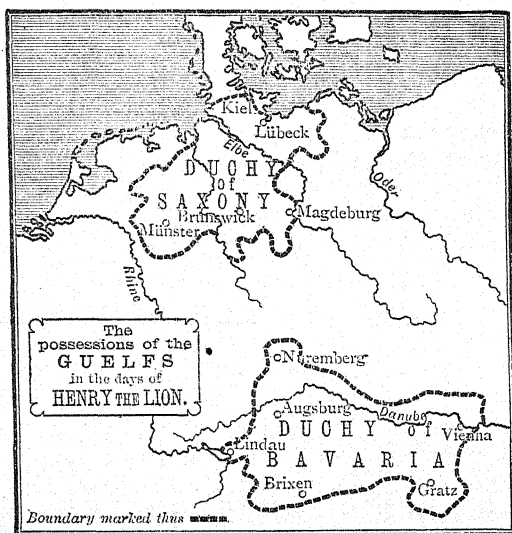 Kiel
Lübeck
Elbe
DUCHY
of
SAXONY
Brunswick
Magdeburg
Münster
Oder
Rhine
The
possessions of the
GUELFS
in the days of
HENRY THE LION.
Nuremberg
Augsburg
Danube
DUCHY of
Vienna
Lindau
BAVARIA
Brixen
Gratz
Boundary marked thus